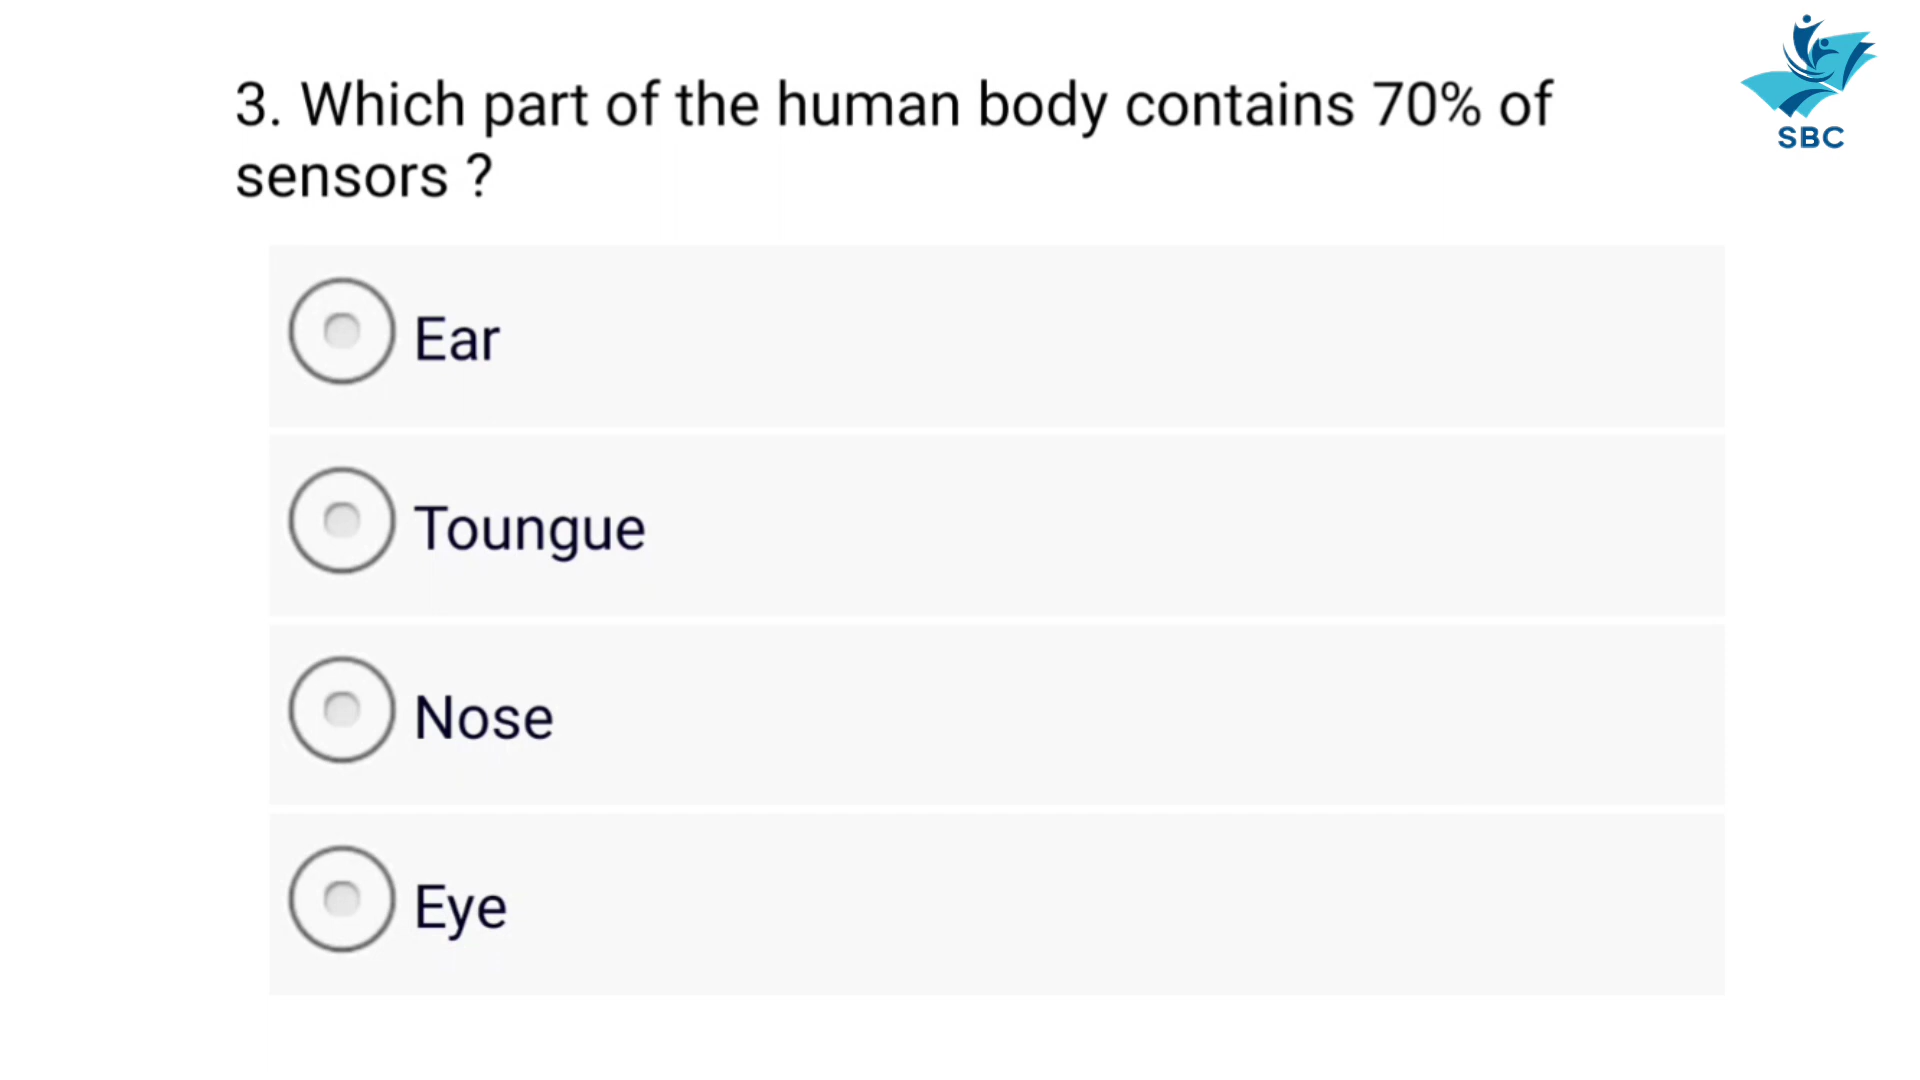 SBC
3. Which part of the human body contains 70% of
sensors ?
Ear
Toungue
Nose
Eye